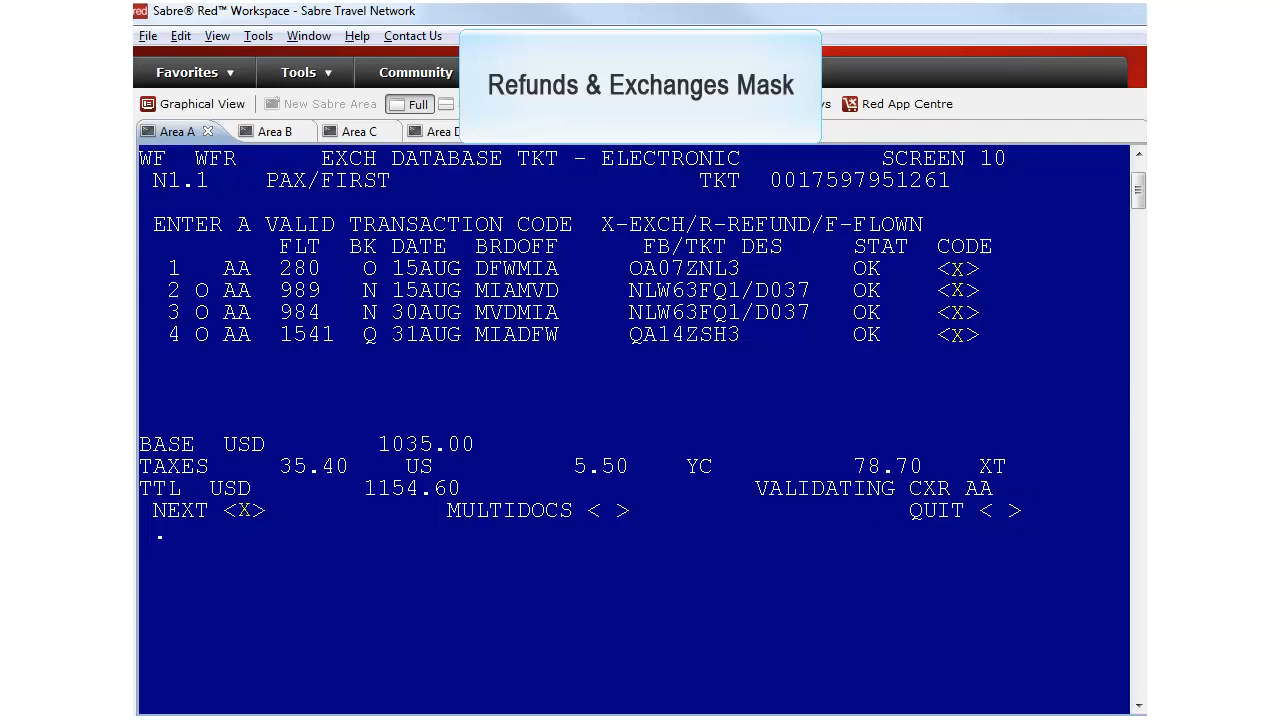 red Sabre® Red™ Workspace - Sabre Travel Network
File Edit View Tools Window Help Contact Us
Refunds & Exchanges Mask
Favorites ▼ Tools ▼ Community
Graphical View New Sabre Area Full Red App Centre
Area A Area B Area C Area
WF WFR EXCH DATABASE TKT - ELECTRONIC SCREEN 10
N1.1 PAX/FIRST TKT 0017597951261
ENTER A VALID TRANSACTION CODE X-EXCH/R-REFUND/F-FLOWN
FLT BK DATE BRDOFF FB/TKT DES STAT CODE
1 AA 280 O 15AUG DFWMIA OA07ZNL3 OK <X>
2 O AA 989 N 15AUG MIAMVD NLW63FQ1/D037 OK <X>
3 O AA 984 N 30AUG MVDMIA NLW63FQ1/D037 OK <X>
4 O AA 1541 Q 31AUG MIADFW QA14ZSH3 OK <X>
BASE USD 1035.00
TAXES 35.40 US 5.50 YC 78.70 XT
TTL USD 1154.60 VALIDATING CXR AA
NEXT <X> MULTIDOCS < > QUIT < >
.